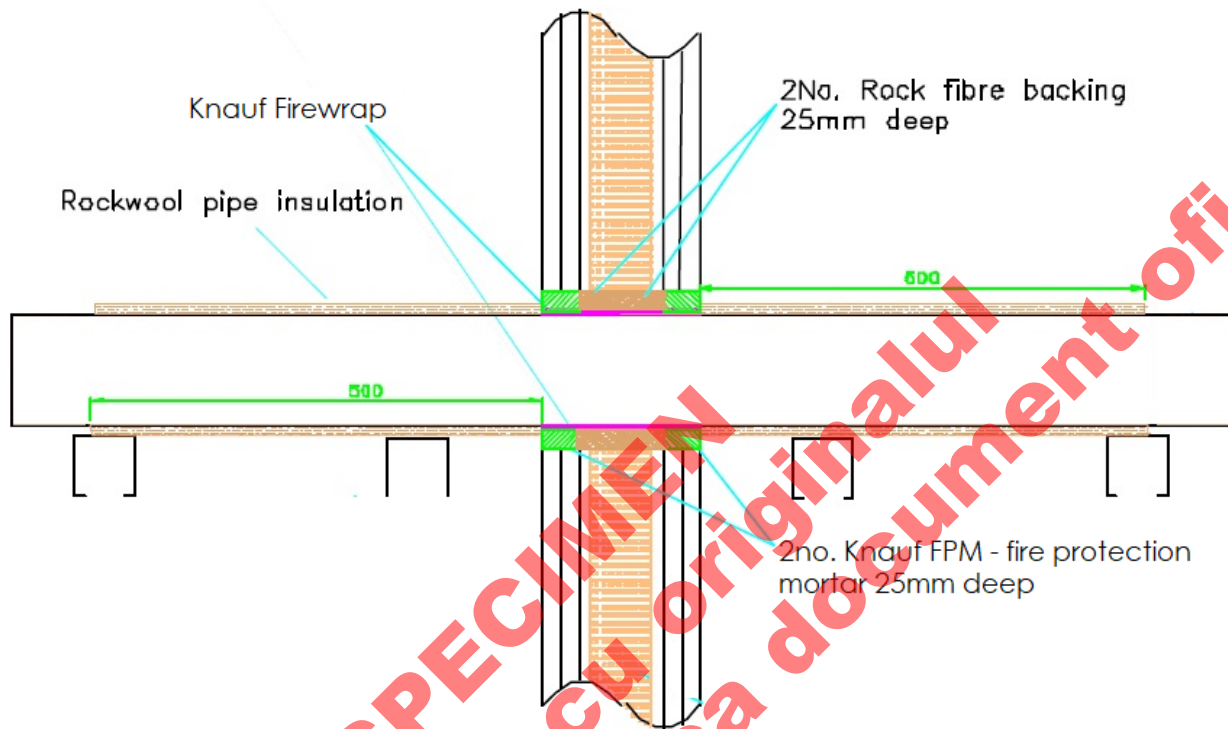 Knauf Firewrap
2No. Rock fibre backing
25mm deep
Rockwool pipe insulation
500
2no. Knauf FPM - fire protection
mortar 25mm deep
SPECIMEN
cu originalul
document ofi